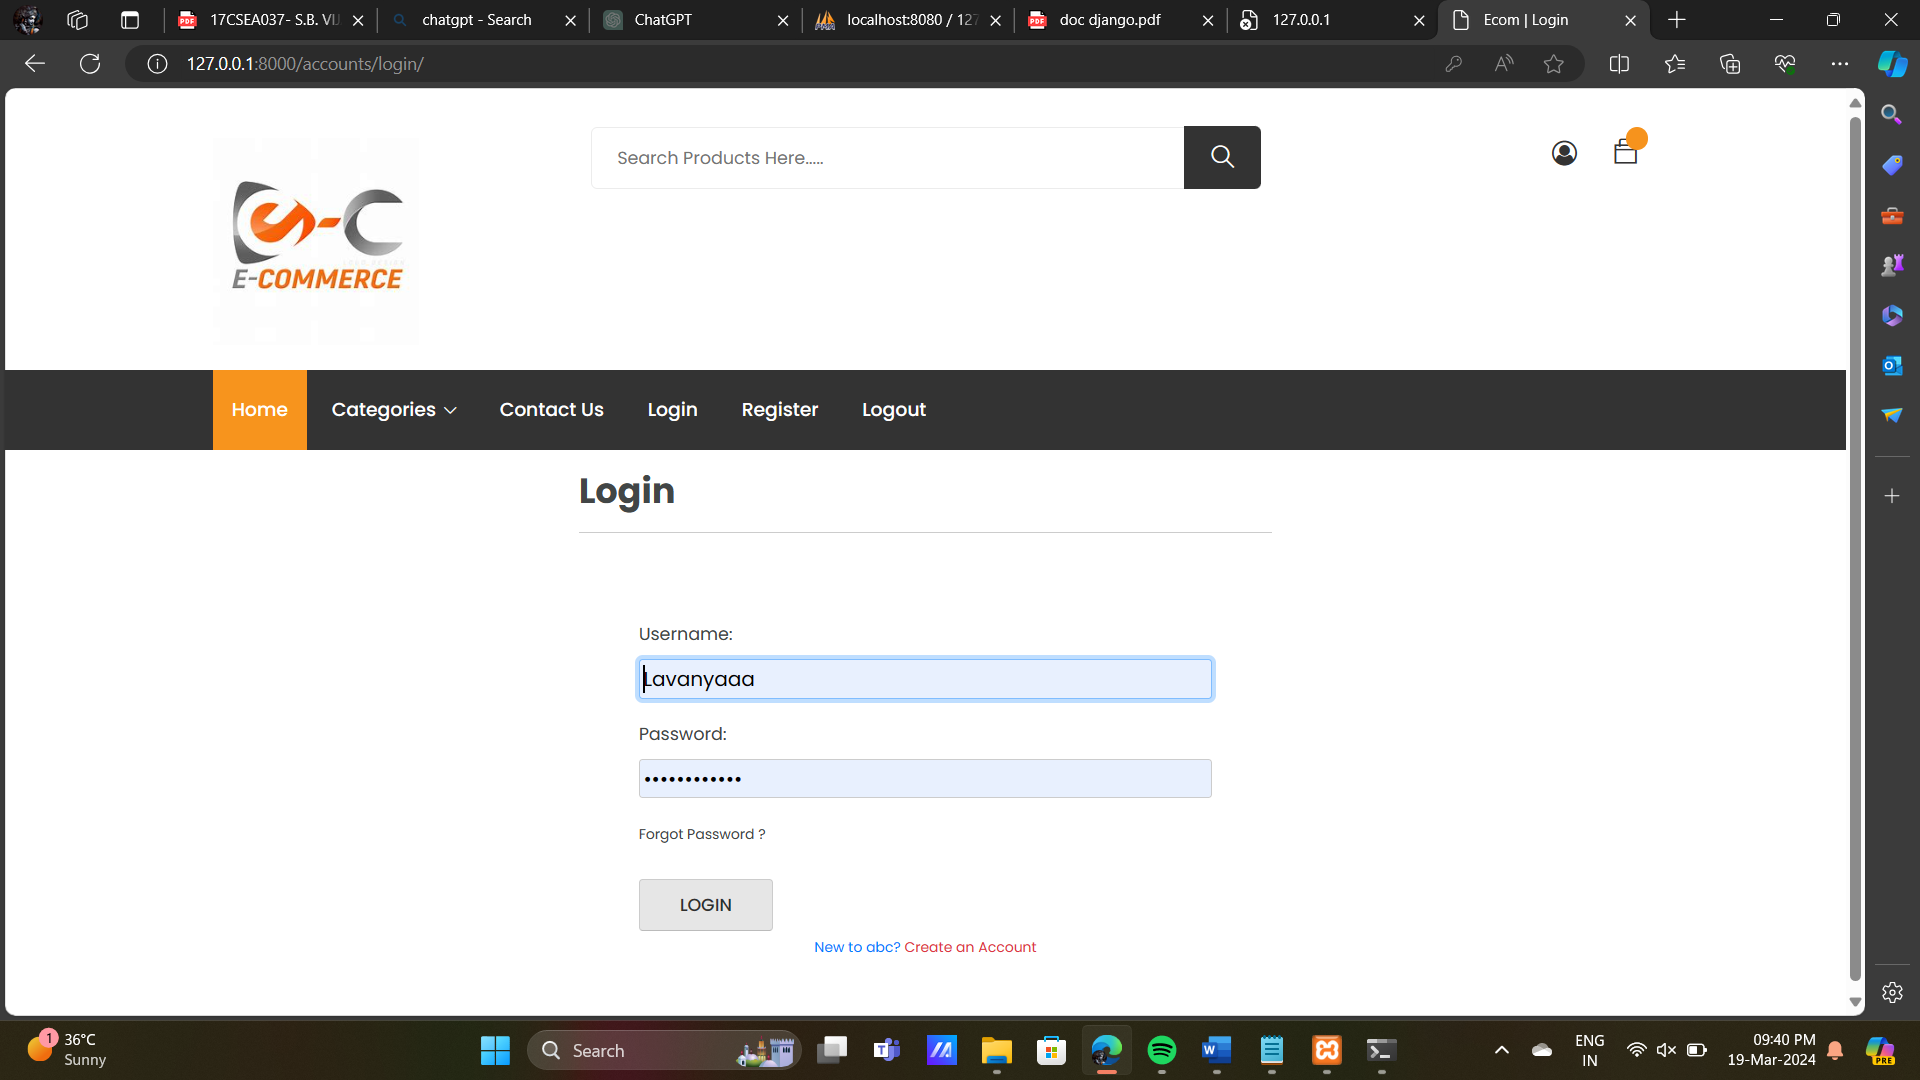 17CSEA037- S.B. VIJ
chatgpt - Search
ChatGPT
localhost:8080 / 127
doc django.pdf
127.0.0.1
Ecom | Login
127.0.0.1:8000/accounts/login/
Search Products Here.....
E-COMMERCE
Home
Categories
Contact Us
Login
Register
Logout
Login
Username:
Lavanyaaa
Password:
••••••••••••
Forgot Password ?
LOGIN
New to abc? Create an Account
1
36°C
Sunny
Search
ENG
IN
09:40 PM
19-Mar-2024
PRE